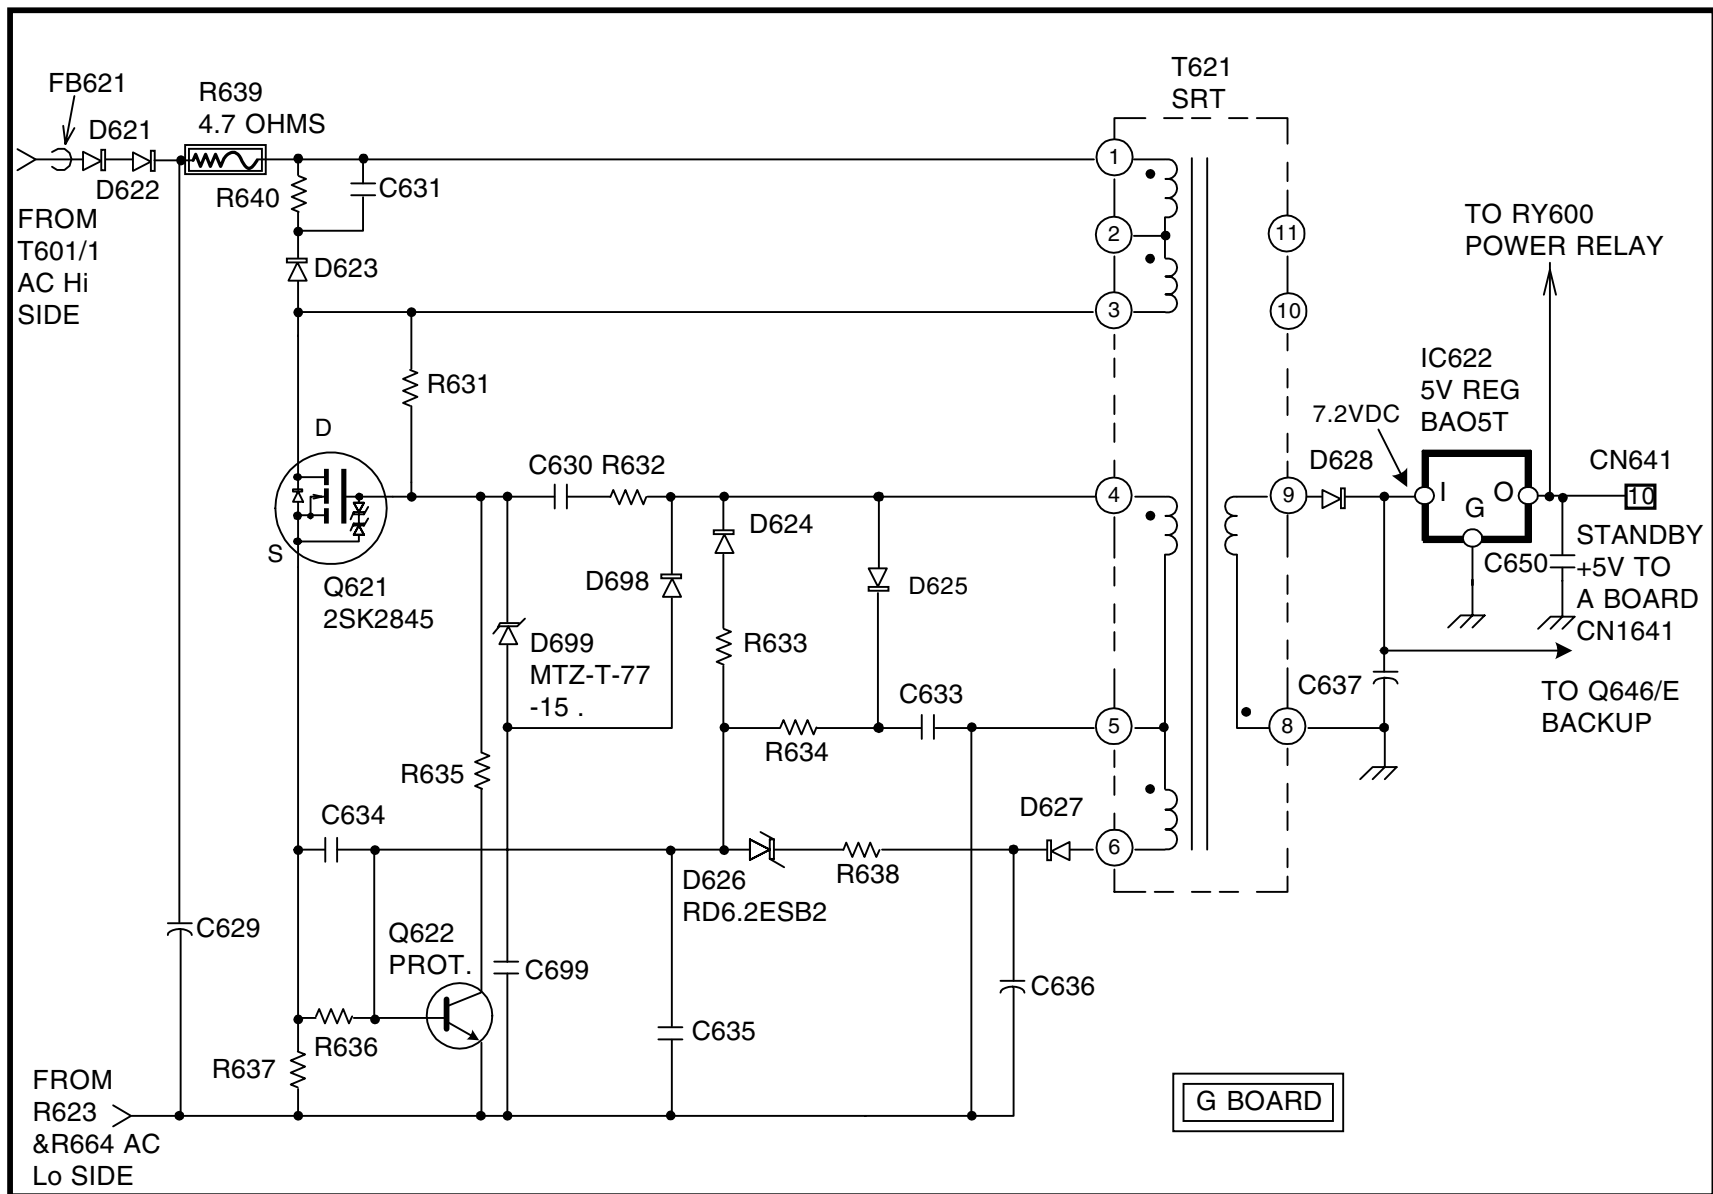 FB621
D621
D622
R639
4.7 OHMS
FROM
T601/1
AC Hi
SIDE
R640
C631
D623
T621
SRT
1
2
3
4
5
6
11
10
9
8
TO RY600
POWER RELAY
IC622
5V REG
BAO5T
7.2VDC
D628
I
O
G
CN641
10
STANDBY
+5V TO
A BOARD
CN1641
C650
C637
TO Q646/E
BACKUP
R631
D
S
Q621
2SK2845
C630
R632
D624
D698
D625
D699
MTZ-T-77
-15 .
R633
C633
R634
R635
C634
D627
D626
RD6.2ESB2
R638
C629
Q622
PROT.
C699
C635
C636
R636
R637
FROM
R623
&R664 AC
Lo SIDE
G BOARD